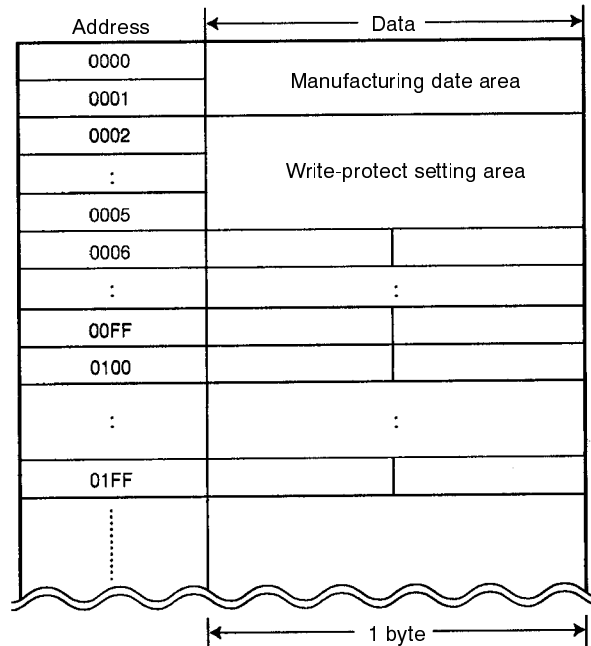 Address Data
0000
Manufacturing date area
0001
0002
Write-protect setting area
:
0005
0006
: :
00FF
0100
: :
01FF
1 byte